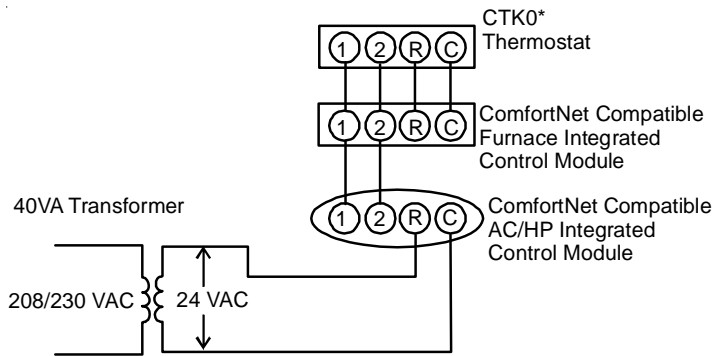 CTK0*
Thermostat
1 2 R C
1 2 R C
ComfortNet Compatible
Furnace Integrated
Control Module
40VA Transformer
1 2 R C
ComfortNet Compatible
AC/HP Integrated
Control Module
208/230 VAC
24 VAC